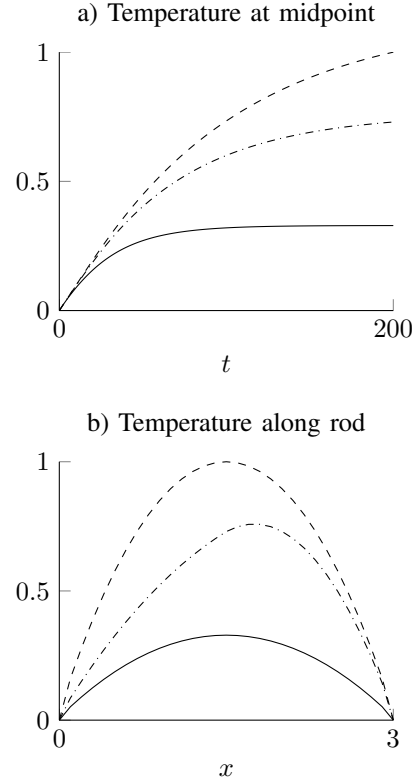 a) Temperature at midpoint
1
0.5
0
0 200
t
b) Temperature along rod
1
0.5
0
0 3
x